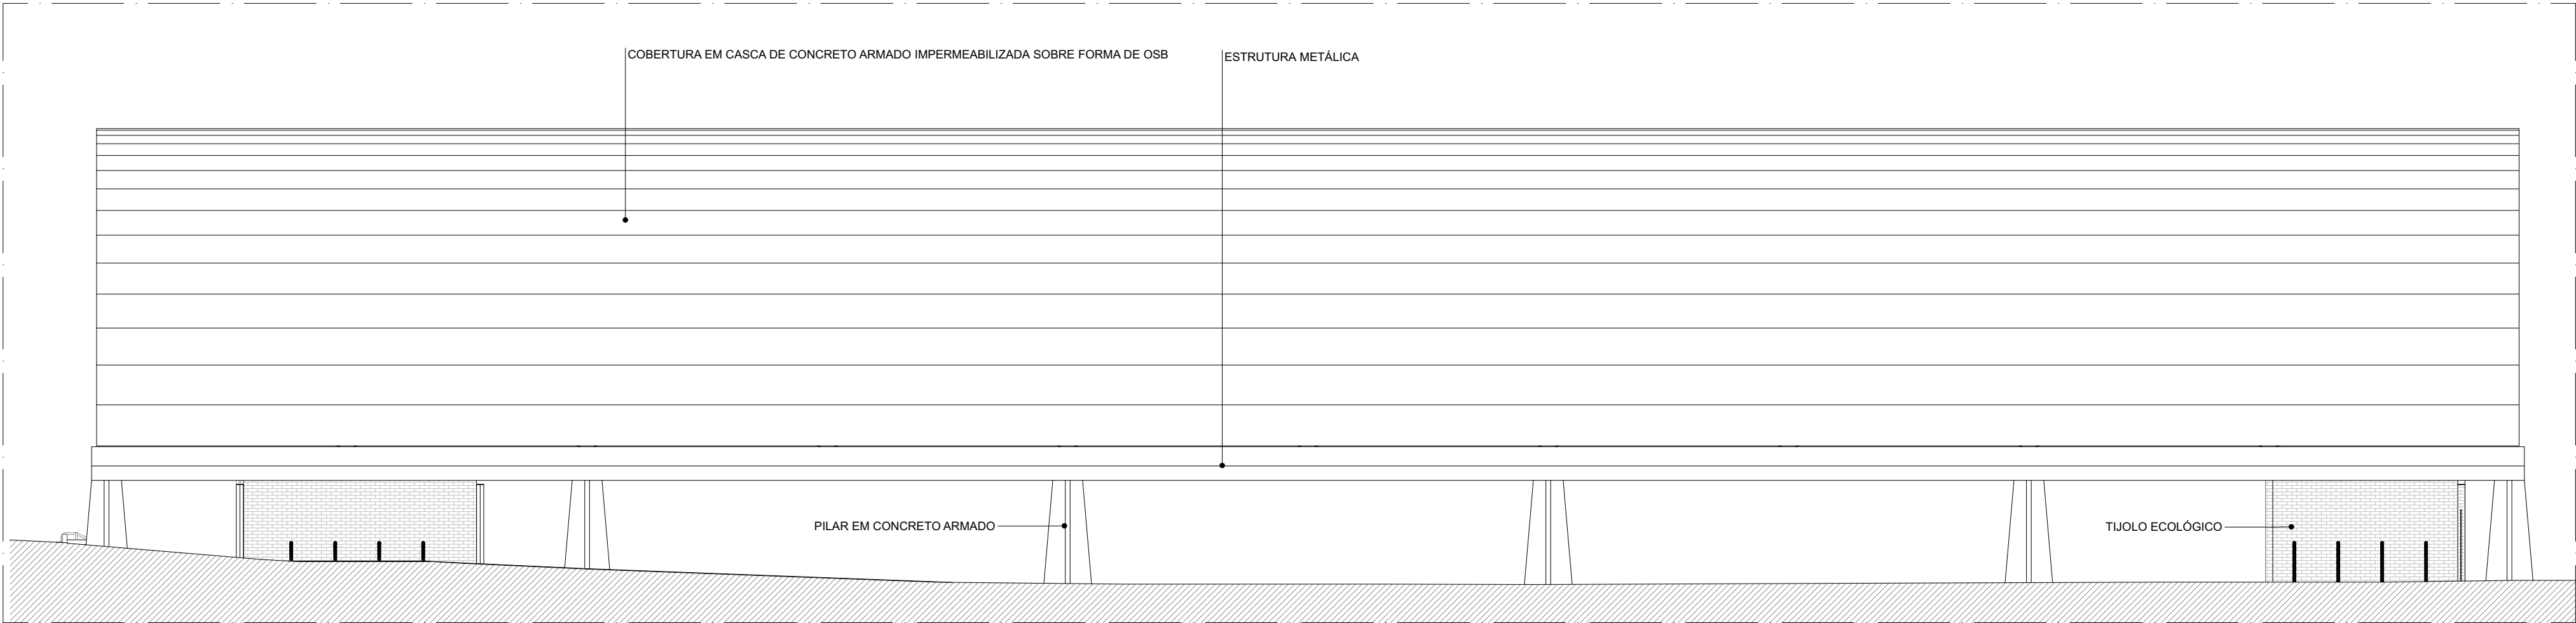 COBERTURA EM CASCA DE CONCRETO ARMADO IMPERMEABILIZADA SOBRE FORMA DE OSB
ESTRUTURA METÁLICA
PILAR EM CONCRETO ARMADO
TIJOLO ECOLÓGICO